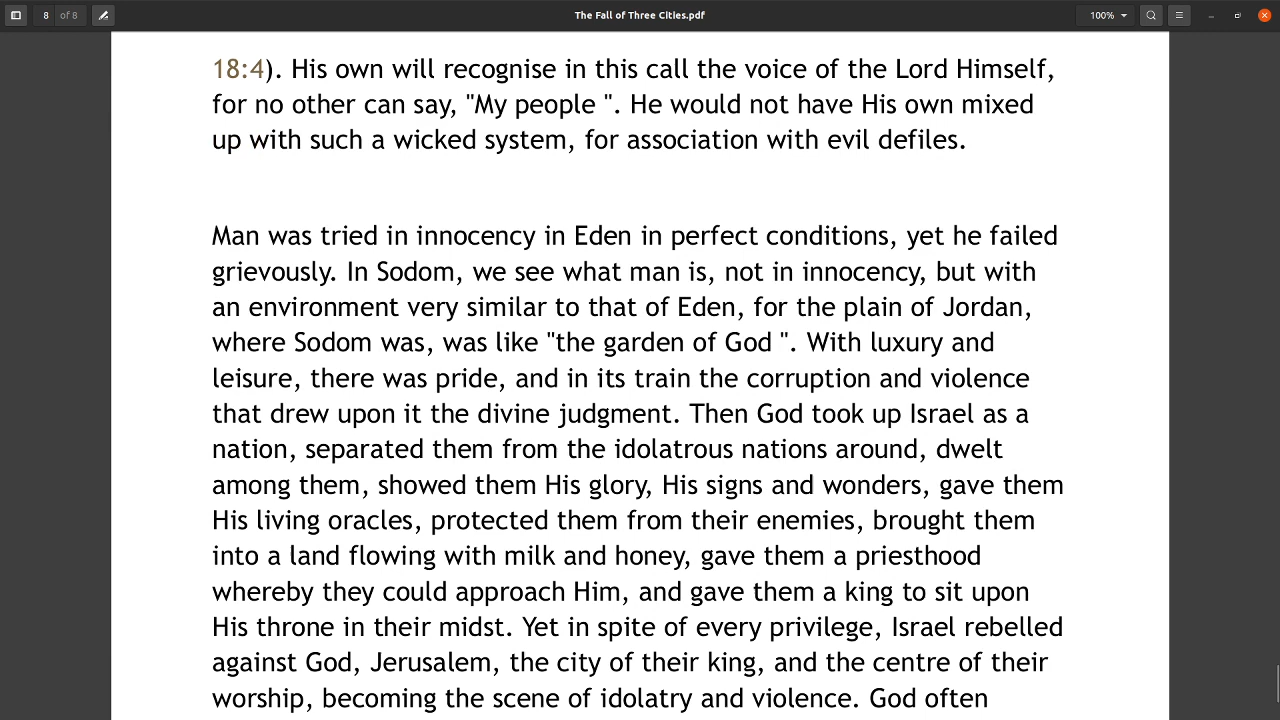 8 of 8
The Fall of Three Cities.pdf
100%
18:4). His own will recognise in this call the voice of the Lord Himself,
for no other can say, "My people ". He would not have His own mixed
up with such a wicked system, for association with evil defiles.
Man was tried in innocency in Eden in perfect conditions, yet he failed
grievously. In Sodom, we see what man is, not in innocency, but with
an environment very similar to that of Eden, for the plain of Jordan,
where Sodom was, was like "the garden of God ". With luxury and
leisure, there was pride, and in its train the corruption and violence
that drew upon it the divine judgment. Then God took up Israel as a
nation, separated them from the idolatrous nations around, dwelt
among them, showed them His glory, His signs and wonders, gave them
His living oracles, protected them from their enemies, brought them
into a land flowing with milk and honey, gave them a priesthood
whereby they could approach Him, and gave them a king to sit upon
His throne in their midst. Yet in spite of every privilege, Israel rebelled
against God, Jerusalem, the city of their king, and the centre of their
worship, becoming the scene of idolatry and violence. God often